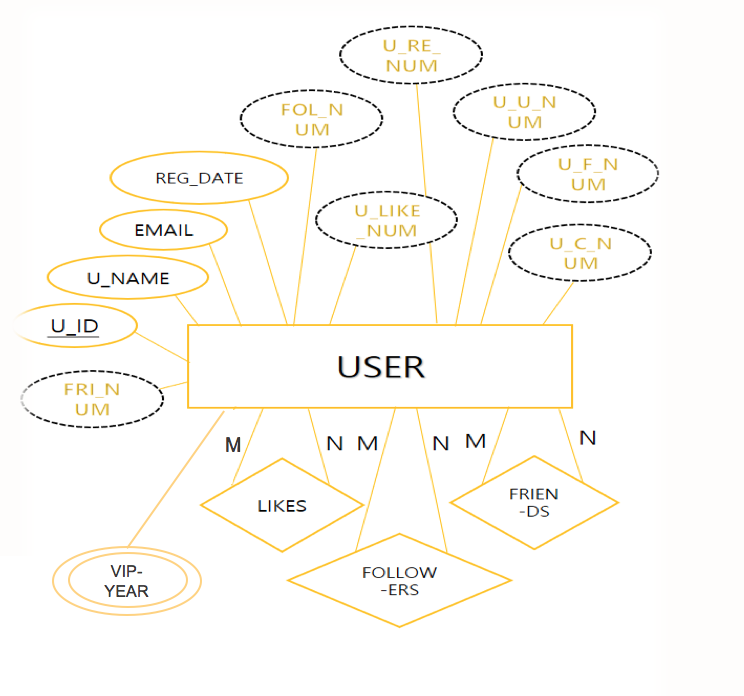 U_RE_
NUM
FOL_N
UM
U_U_N
UM
REG_DATE
U_F_N
UM
U_LIKE
_NUM
EMAIL
U_C_N
UM
U_NAME
U_ID
USER
FRI_N
UM
M
N
M
N
M
N
LIKES
FRIEN
-DS
FOLLOW
-ERS
VIP-
YEAR